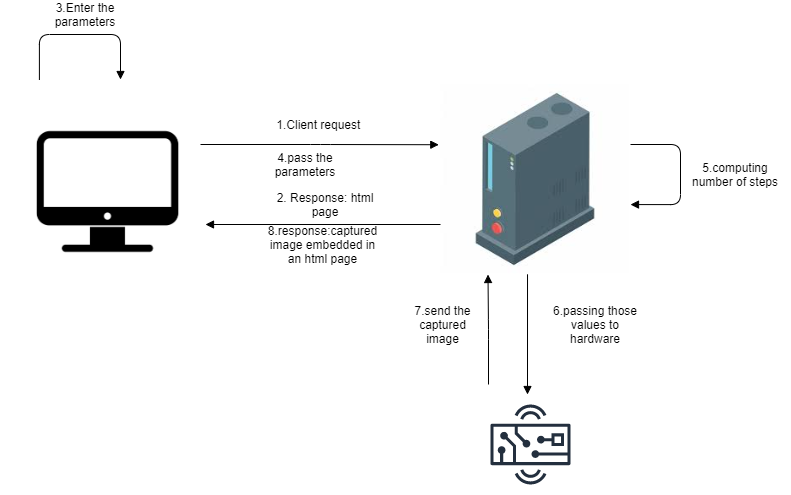 3.Enter the
parameters
1.Client request
4.pass the
parameters
5.computing
number of steps
2. Response: html
page
8.response:captured
image embedded in
an html page
7.send the
captured
image
6.passing those
values to
hardware